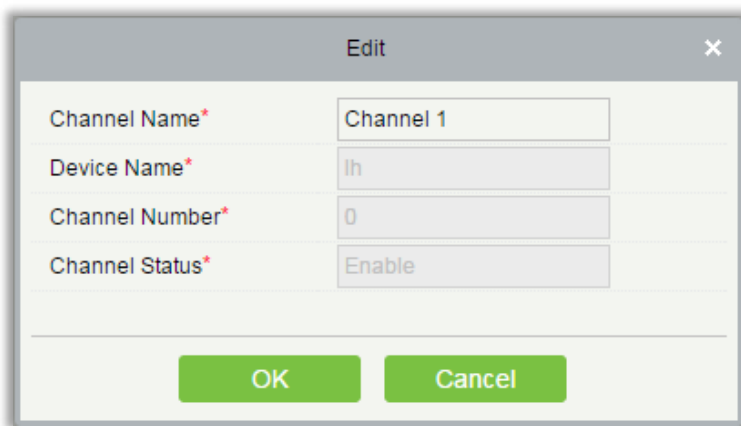 Edit ×
Channel Name* Channel 1
Device Name* lh
Channel Number* 0
Channel Status* Enable
OK Cancel